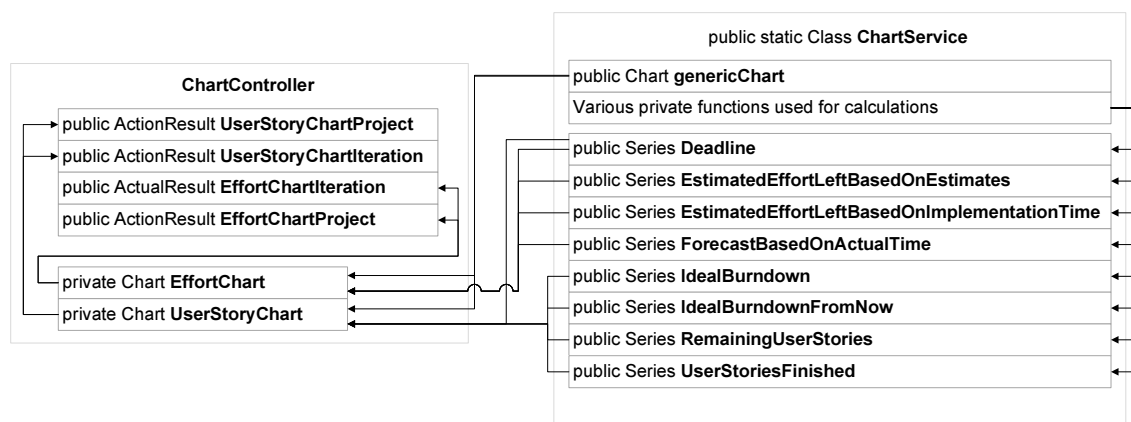 ChartController
public ActionResult UserStoryChartProject
public ActionResult UserStoryChartIteration
public ActualResult EffortChartIteration
public ActionResult EffortChartProject
private Chart EffortChart
private Chart UserStoryChart
public static Class ChartService
public Chart genericChart
Various private functions used for calculations
public Series Deadline
public Series EstimatedEffortLeftBasedOnEstimates
public Series EstimatedEffortLeftBasedOnImplementationTime
public Series ForecastBasedOnActualTime
public Series IdealBurndown
public Series IdealBurndownFromNow
public Series RemainingUserStories
public Series UserStoriesFinished